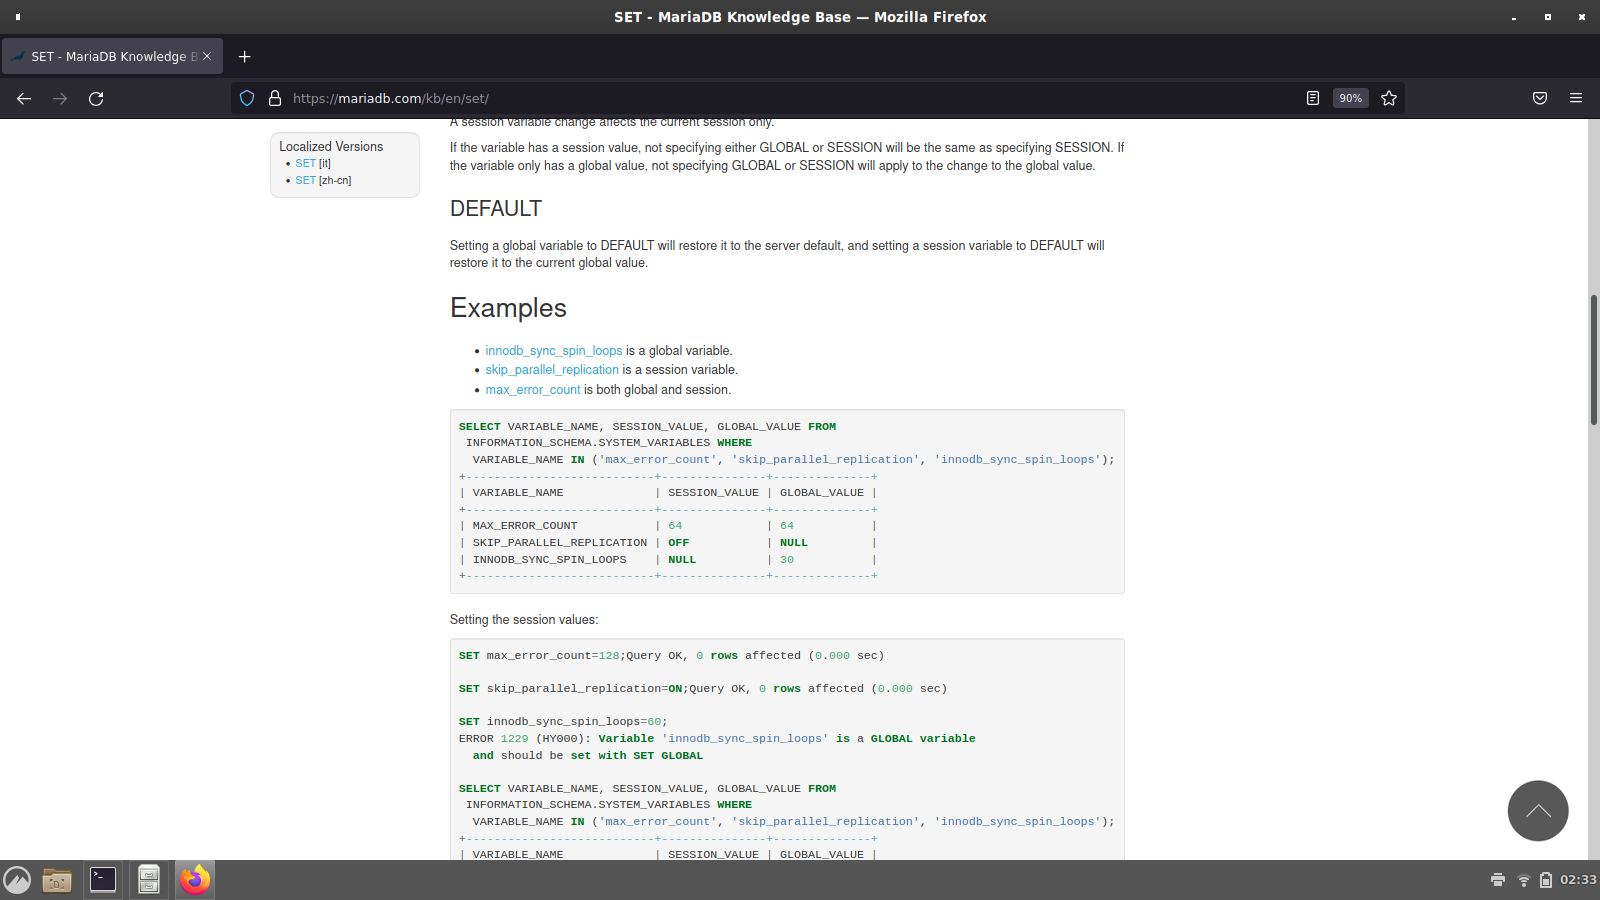 SET - MariaDB Knowledge Base — Mozilla Firefox
SET - MariaDB Knowledge B
https://mariadb.com/kb/en/set/
90%
A session variable change affects the current session only.
Localized Versions
SET [it]
SET [zh-cn]
If the variable has a session value, not specifying either GLOBAL or SESSION will be the same as specifying SESSION. If
the variable only has a global value, not specifying GLOBAL or SESSION will apply to the change to the global value.
DEFAULT
Setting a global variable to DEFAULT will restore it to the server default, and setting a session variable to DEFAULT will
restore it to the current global value.
Examples
innodb_sync_spin_loops is a global variable.
skip_parallel_replication is a session variable.
max_error_count is both global and session.
SELECT VARIABLE_NAME, SESSION_VALUE, GLOBAL_VALUE FROM
INFORMATION_SCHEMA.SYSTEM_VARIABLES WHERE
VARIABLE_NAME IN ('max_error_count', 'skip_parallel_replication', 'innodb_sync_spin_loops');
+---------------------------+---------------+--------------+
| VARIABLE_NAME             | SESSION_VALUE | GLOBAL_VALUE |
+---------------------------+---------------+--------------+
| MAX_ERROR_COUNT           | 64            | 64           |
| SKIP_PARALLEL_REPLICATION | OFF           | NULL         |
| INNODB_SYNC_SPIN_LOOPS    | NULL          | 30           |
+---------------------------+---------------+--------------+
Setting the session values:
SET max_error_count=128;Query OK, 0 rows affected (0.000 sec)
SET skip_parallel_replication=ON;Query OK, 0 rows affected (0.000 sec)
SET innodb_sync_spin_loops=60;
ERROR 1229 (HY000): Variable 'innodb_sync_spin_loops' is a GLOBAL variable
and should be set with SET GLOBAL
SELECT VARIABLE_NAME, SESSION_VALUE, GLOBAL_VALUE FROM
INFORMATION_SCHEMA.SYSTEM_VARIABLES WHERE
VARIABLE_NAME IN ('max_error_count', 'skip_parallel_replication', 'innodb_sync_spin_loops');
+---------------------------+---------------+--------------+
| VARIABLE_NAME             | SESSION_VALUE | GLOBAL_VALUE |
02:33